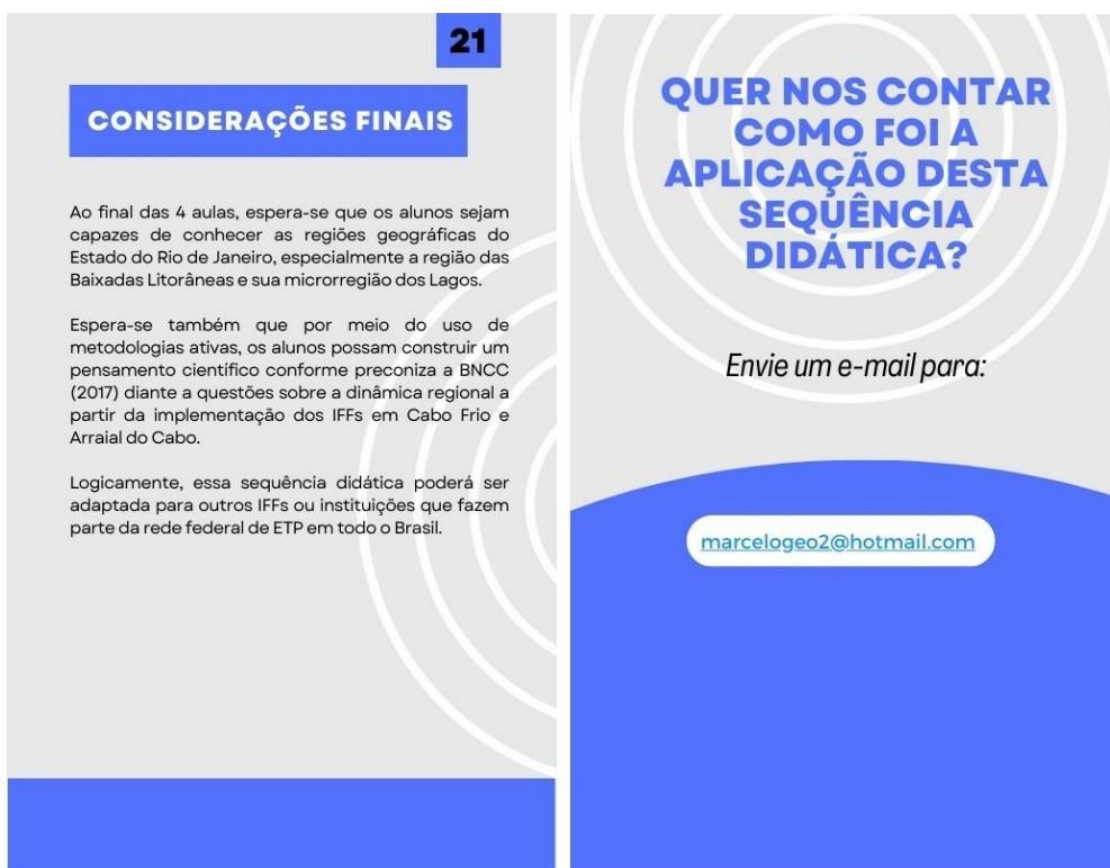 21
CONSIDERAÇÕES FINAIS
Ao final das 4 aulas, espera-se que os alunos sejam
capazes de conhecer as regiões geográficas do
Estado do Rio de Janeiro, especialmente a região das
Baixadas Litorâneas e sua microrregião dos Lagos.
Espera-se também que por meio do uso de
metodologias ativas, os alunos possam construir um
pensamento científico conforme preconiza a BNCC
(2017) diante a questões sobre a dinâmica regional a
partir da implementação dos IFFs em Cabo Frio e
Arraial do Cabo.
Logicamente, essa sequência didática poderá ser
adaptada para outros IFFs ou instituições que fazem
parte da rede federal de ETP em todo o Brasil.
QUER NOS CONTAR
COMO FOI A
APLICAÇÃO DESTA
SEQUÊNCIA
DIDÁTICA?
Envie um e-mail para:
marcelogeo2@hotmail.com